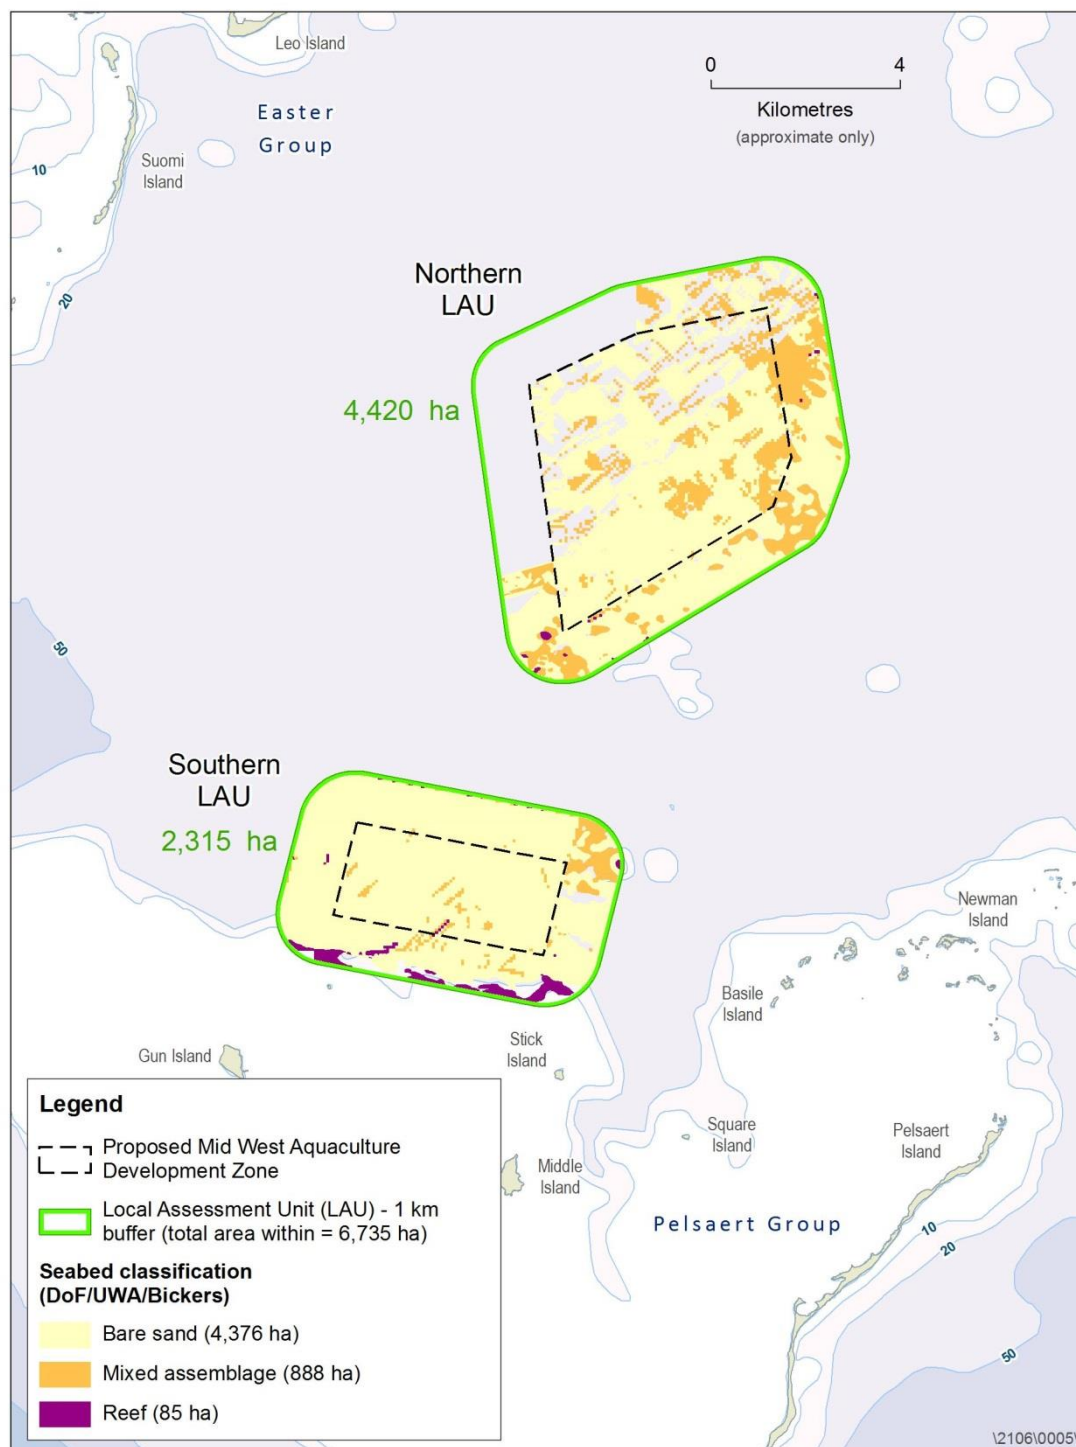 Leo Island
0 4
Kilometres
(approximate only)
Easter
Group
10
Suomi
Island
20
Northern
LAU
4,420 ha
50
Southern
LAU
2,315 ha
Newman
Island
Basile
Island
Stick
Island
Gun Island
Square
Island
Pelsaert
Island
Middle
Island
Pelsaert Group
10
20
50
Legend
Proposed Mid West Aquaculture
Development Zone
Local Assessment Unit (LAU) - 1 km
buffer (total area within = 6,735 ha)
Seabed classification
(DoF/UWA/Bickers)
Bare sand (4,376 ha)
Mixed assemblage (888 ha)
Reef (85 ha)
\2106\0005\